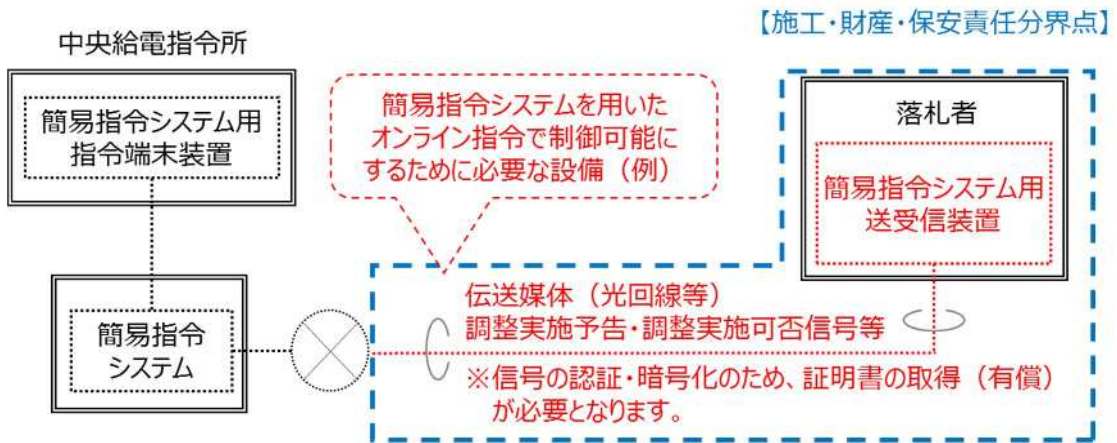 【施工・財産・保安責任分界点】
中央給電指令所
簡易指令システム用
指令端末装置
簡易指令システムを用いた
オンライン指令で制御可能に
するために必要な設備（例）
落札者
簡易指令システム用
送受信装置
簡易指令
システム
伝送媒体（光回線等）
調整実施予告・調整実施可否信号等
※信号の認証・暗号化のため、証明書の取得（有償）
が必要となります。